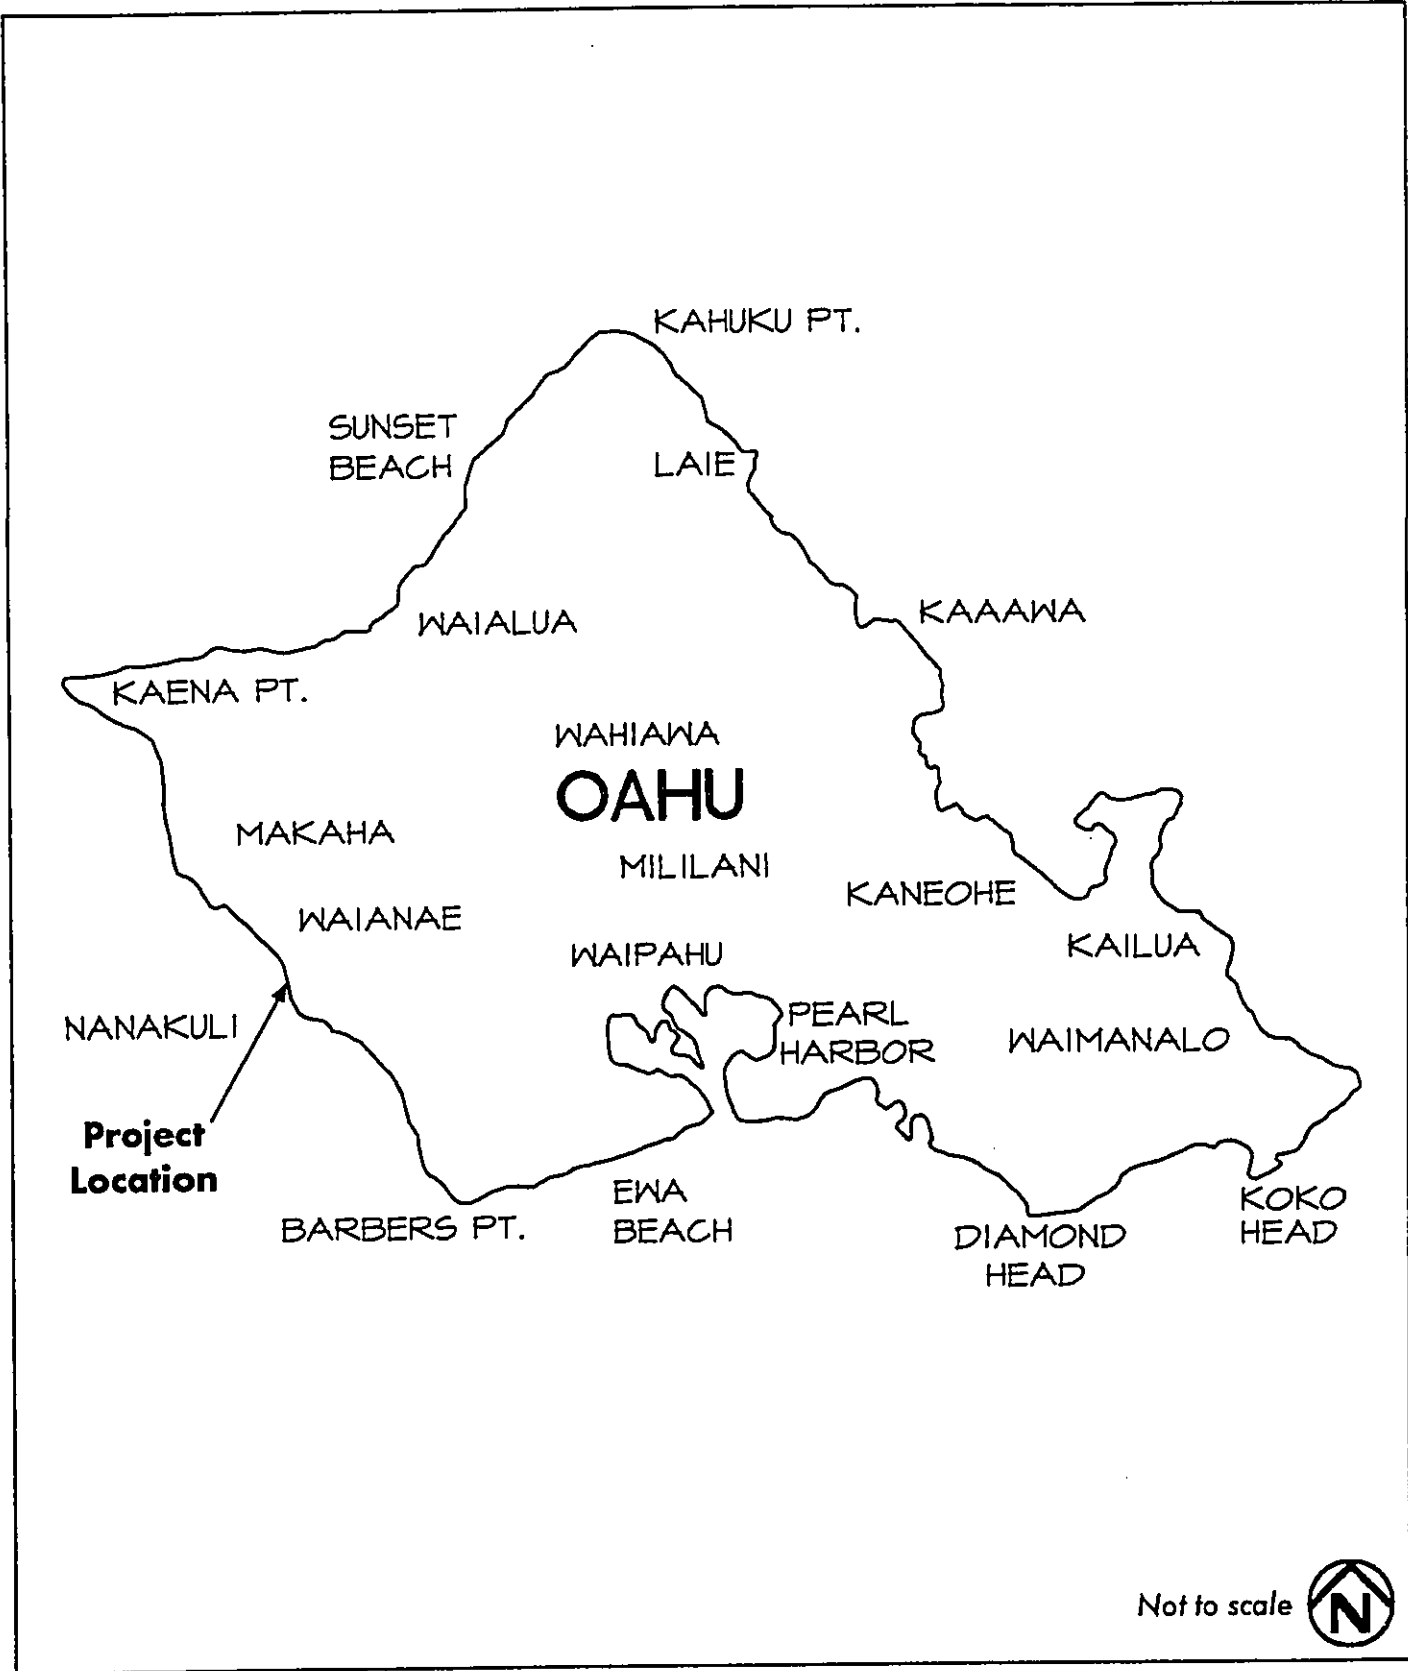 KAHUKU PT.
SUNSET
BEACH
LAIE
KAAAWA
WAIALUA
KAENA PT.
WAHIAWA
OAHU
MAKAHA
MILILANI
KANEOHE
WAIANAE
KAILUA
WAIPAHU
NANAKULI
PEARL
HARBOR
WAIMANALO
Project
Location
EWA
BEACH
BARBERS PT.
DIAMOND
HEAD
KOKO
HEAD
Not to scale
N